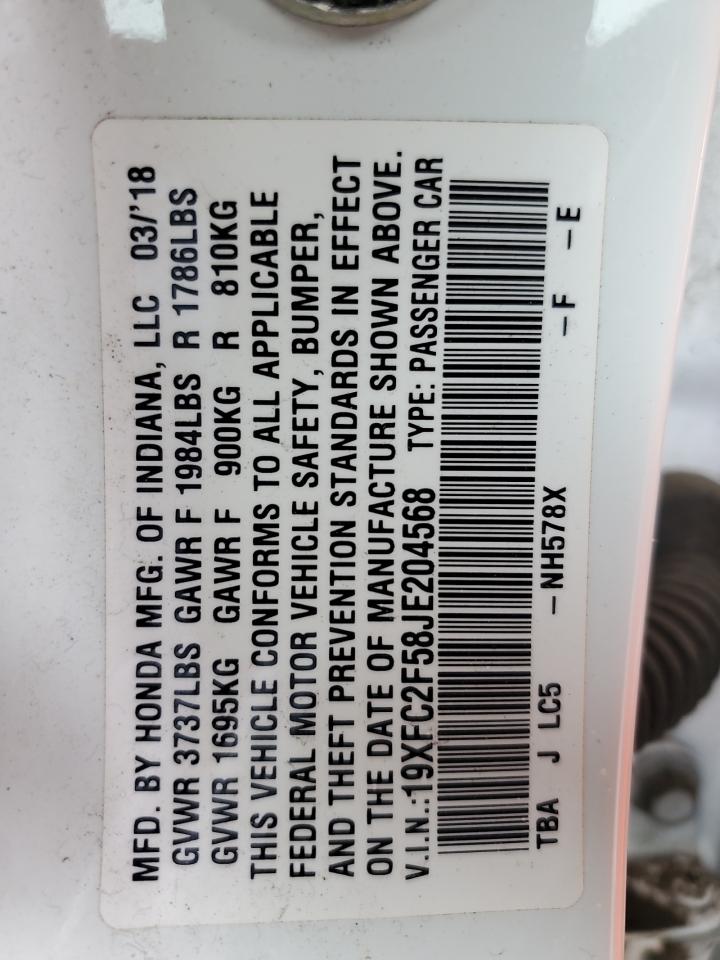 MFD. BY HONDA MFG. OF INDIANA, LLC 03/'18
GVWR 3737LBS GAWR F 1984LBS R 1786LBS
GVWR 1695KG GAWR F 900KG R 810KG
THIS VEHICLE CONFORMS TO ALL APPLICABLE
FEDERAL MOTOR VEHICLE SAFETY, BUMPER,
AND THEFT PREVENTION STANDARDS IN EFFECT
ON THE DATE OF MANUFACTURE SHOWN ABOVE.
V.I.N.:19XFC2F58JE204568 TYPE: PASSENGER CAR
TBA J LC5 –NH578X –F –E